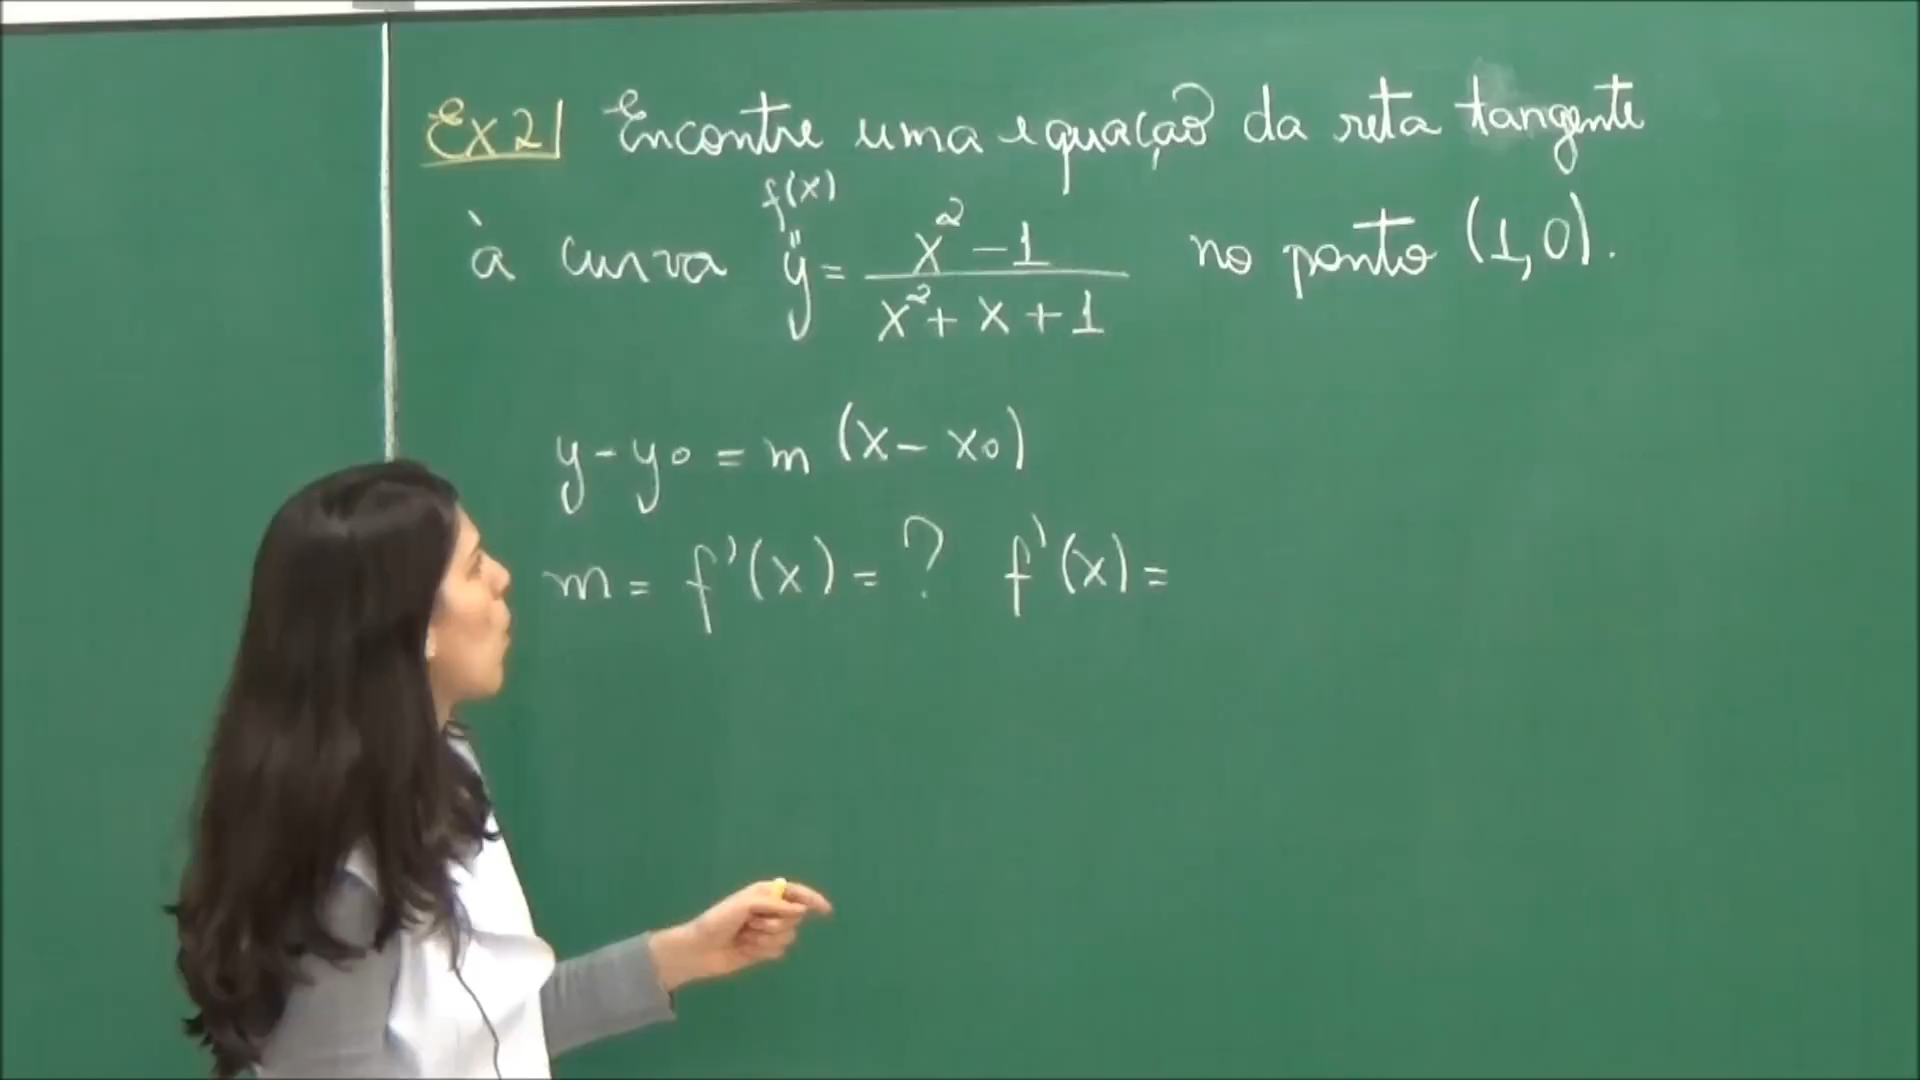 Ex 2| Encontre uma equação da reta tangente
f(x)
"
à curva y = x² - 1 / x² + x + 1 no ponto (1,0).
y - y₀ = m (x - x₀)
m = f'(x) = ? f'(x) =